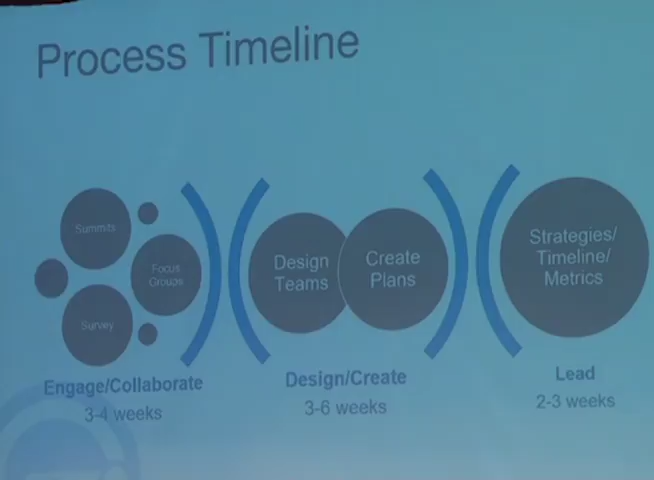 Process Timeline
Summits
Focus
Groups
Survey
Engage/Collaborate
3-4 weeks
Design
Teams
Create
Plans
Design/Create
3-6 weeks
Strategies/
Timeline/
Metrics
Lead
2-3 weeks